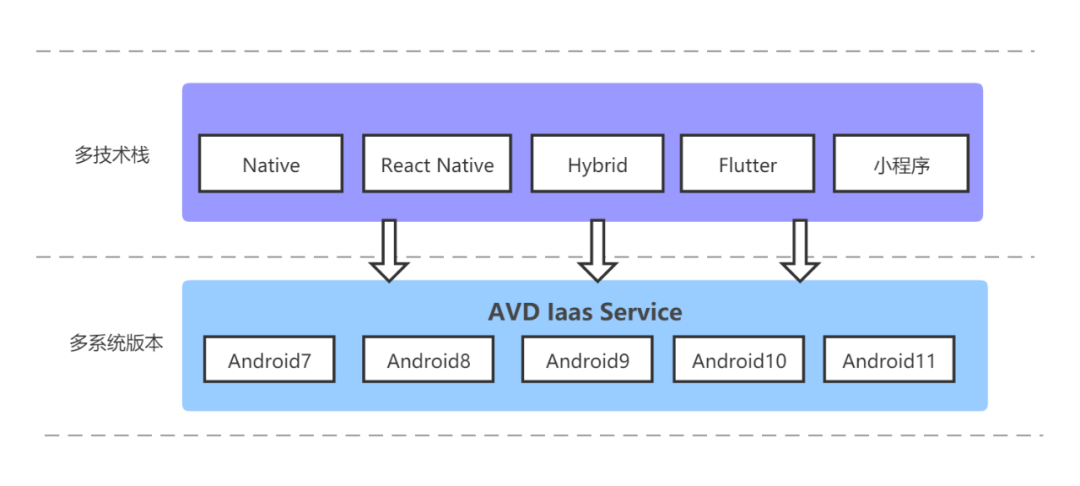 多技术栈
Native
React Native
Hybrid
Flutter
小程序
AVD Iaas Service
多系统版本
Android7
Android8
Android9
Android10
Android11